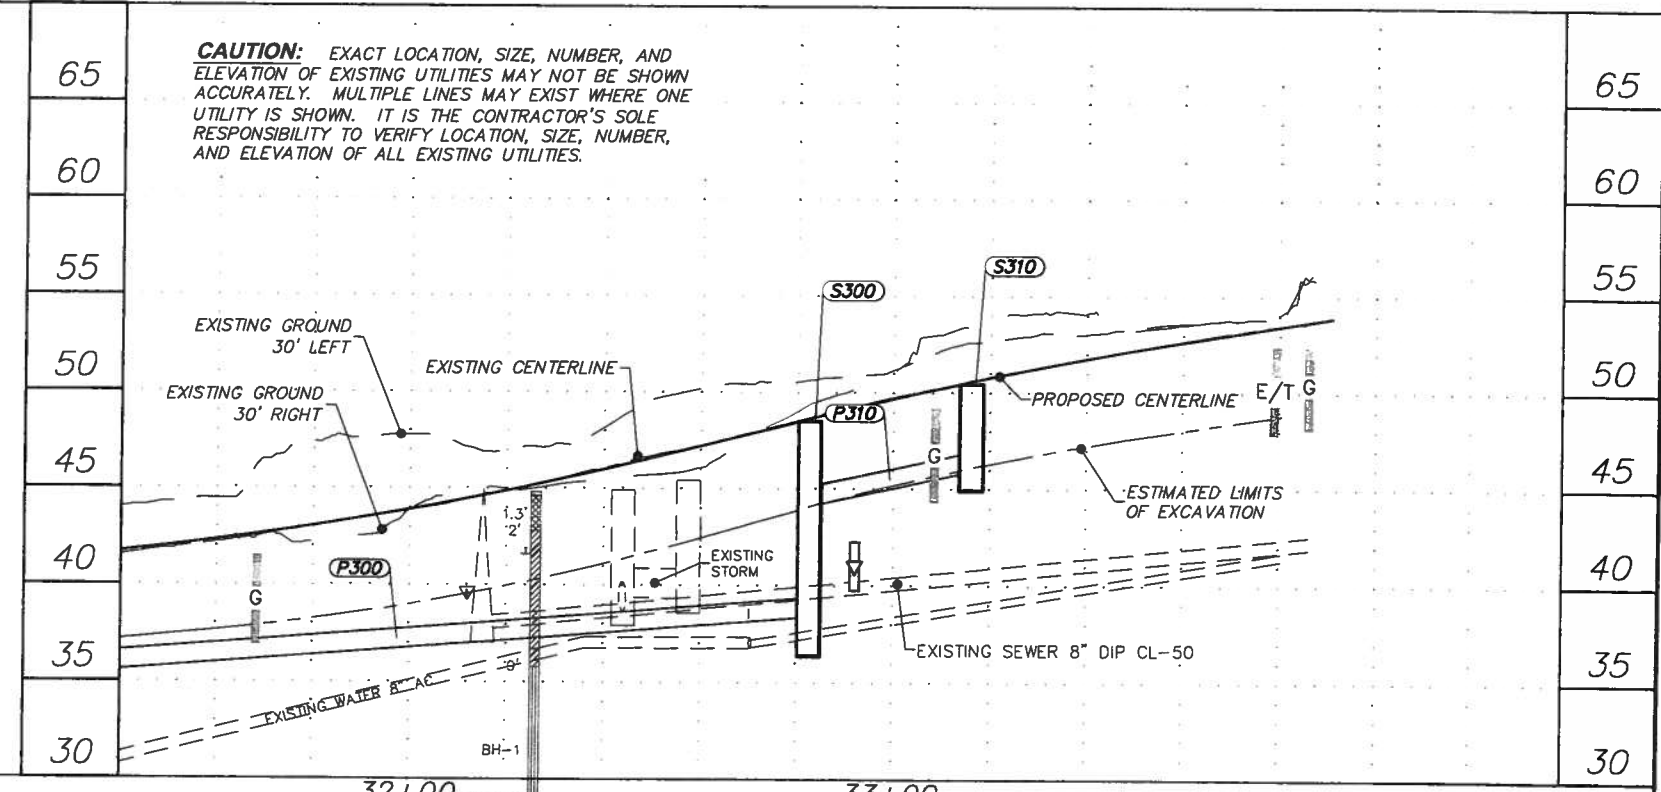 CAUTION: EXACT LOCATION, SIZE, NUMBER, AND
ELEVATION OF EXISTING UTILITIES MAY NOT BE SHOWN
ACCURATELY. MULTIPLE LINES MAY EXIST WHERE ONE
UTILITY IS SHOWN. IT IS THE CONTRACTOR'S SOLE
RESPONSIBILITY TO VERIFY LOCATION, SIZE, NUMBER,
AND ELEVATION OF ALL EXISTING UTILITIES.
65
60
55
50
45
40
35
30
65
60
55
50
45
40
35
30
S310
S300
EXISTING GROUND
30' LEFT
EXISTING CENTERLINE
EXISTING GROUND
30' RIGHT
P310
PROPOSED CENTERLINE
E/T
G
G
ESTIMATED LIMITS
OF EXCAVATION
1.3'
2'
EXISTING
STORM
P300
G
EXISTING SEWER 8" DIP CL-50
EXISTING WATER 8" AC
BH-1
32+00
33+00